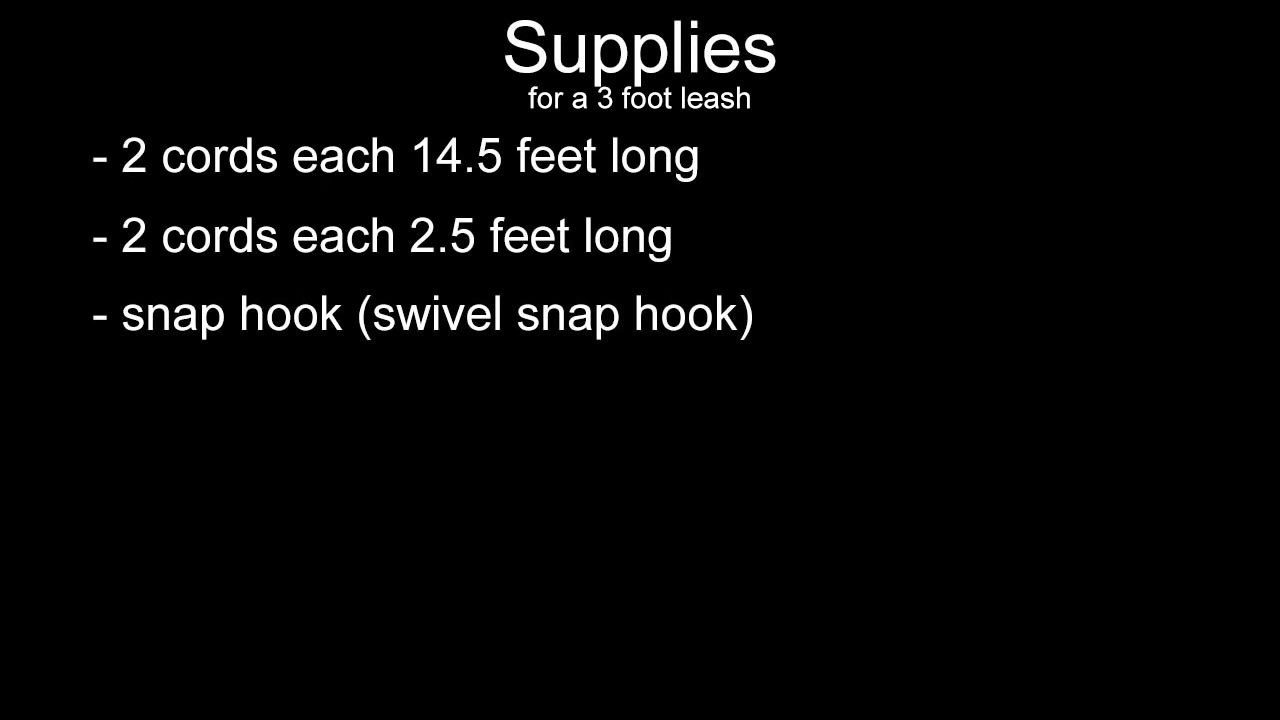 Supplies
for a 3 foot leash
- 2 cords each 14.5 feet long
- 2 cords each 2.5 feet long
- snap hook (swivel snap hook)